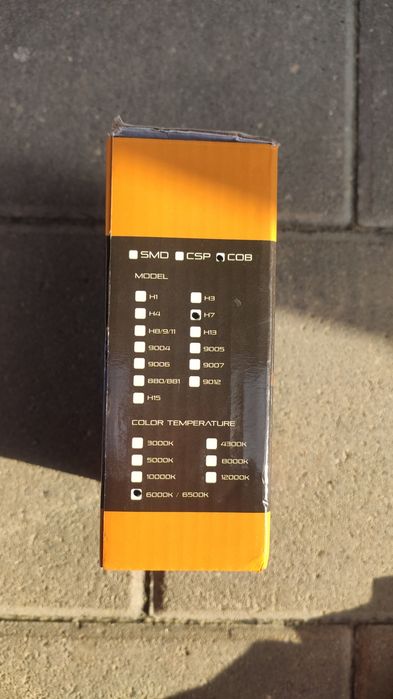 SMD CSP COB
MODEL
H1 H3
H4 H7
H8/9/11 H13
9004 9005
9006 9007
880/881 9012
H15
COLOR TEMPERATURE
3000K 4300K
5000K 8000K
10000K 12000K
6000K / 6500K